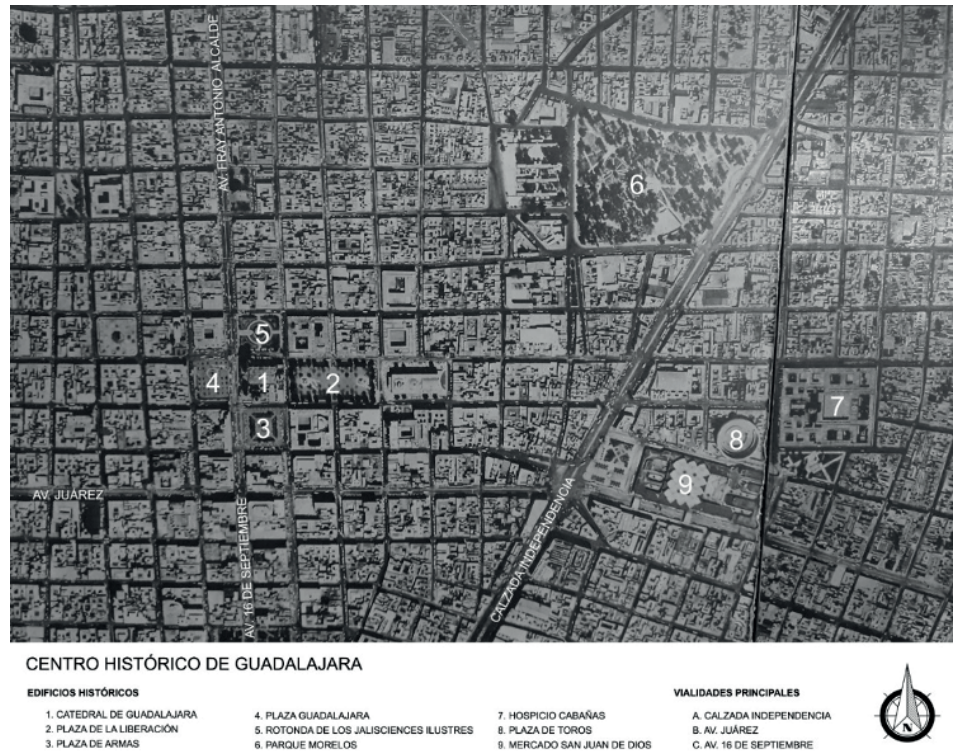 AV. FRAY ANTONIO ALCALDE
6
5
4
1
2
3
7
8
9
AV. JUÁREZ
AV. 16 DE SEPTIEMBRE
CALZADA INDEPENDENCIA
CENTRO HISTÓRICO DE GUADALAJARA
EDIFICIOS HISTÓRICOS
1. CATEDRAL DE GUADALAJARA
2. PLAZA DE LA LIBERACIÓN
3. PLAZA DE ARMAS
4. PLAZA GUADALAJARA
5. ROTONDA DE LOS JALISCIENCES ILUSTRES
6. PARQUE MORELOS
7. HOSPICIO CABAÑAS
8. PLAZA DE TOROS
9. MERCADO SAN JUAN DE DIOS
VIALIDADES PRINCIPALES
A. CALZADA INDEPENDENCIA
B. AV. JUÁREZ
C. AV. 16 DE SEPTIEMBRE
N